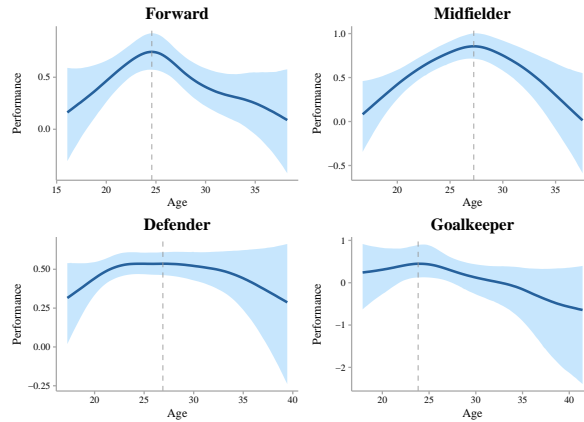 Forward
Performance
0.5
0.0
15 20 25 30 35
Age
Midfielder
Performance
1.0
0.5
0.0
−0.5
20 25 30 35
Age
Defender
Performance
0.50
0.25
0.00
−0.25
20 25 30 35 40
Age
Goalkeeper
Performance
1
0
−1
−2
20 25 30 35 40
Age